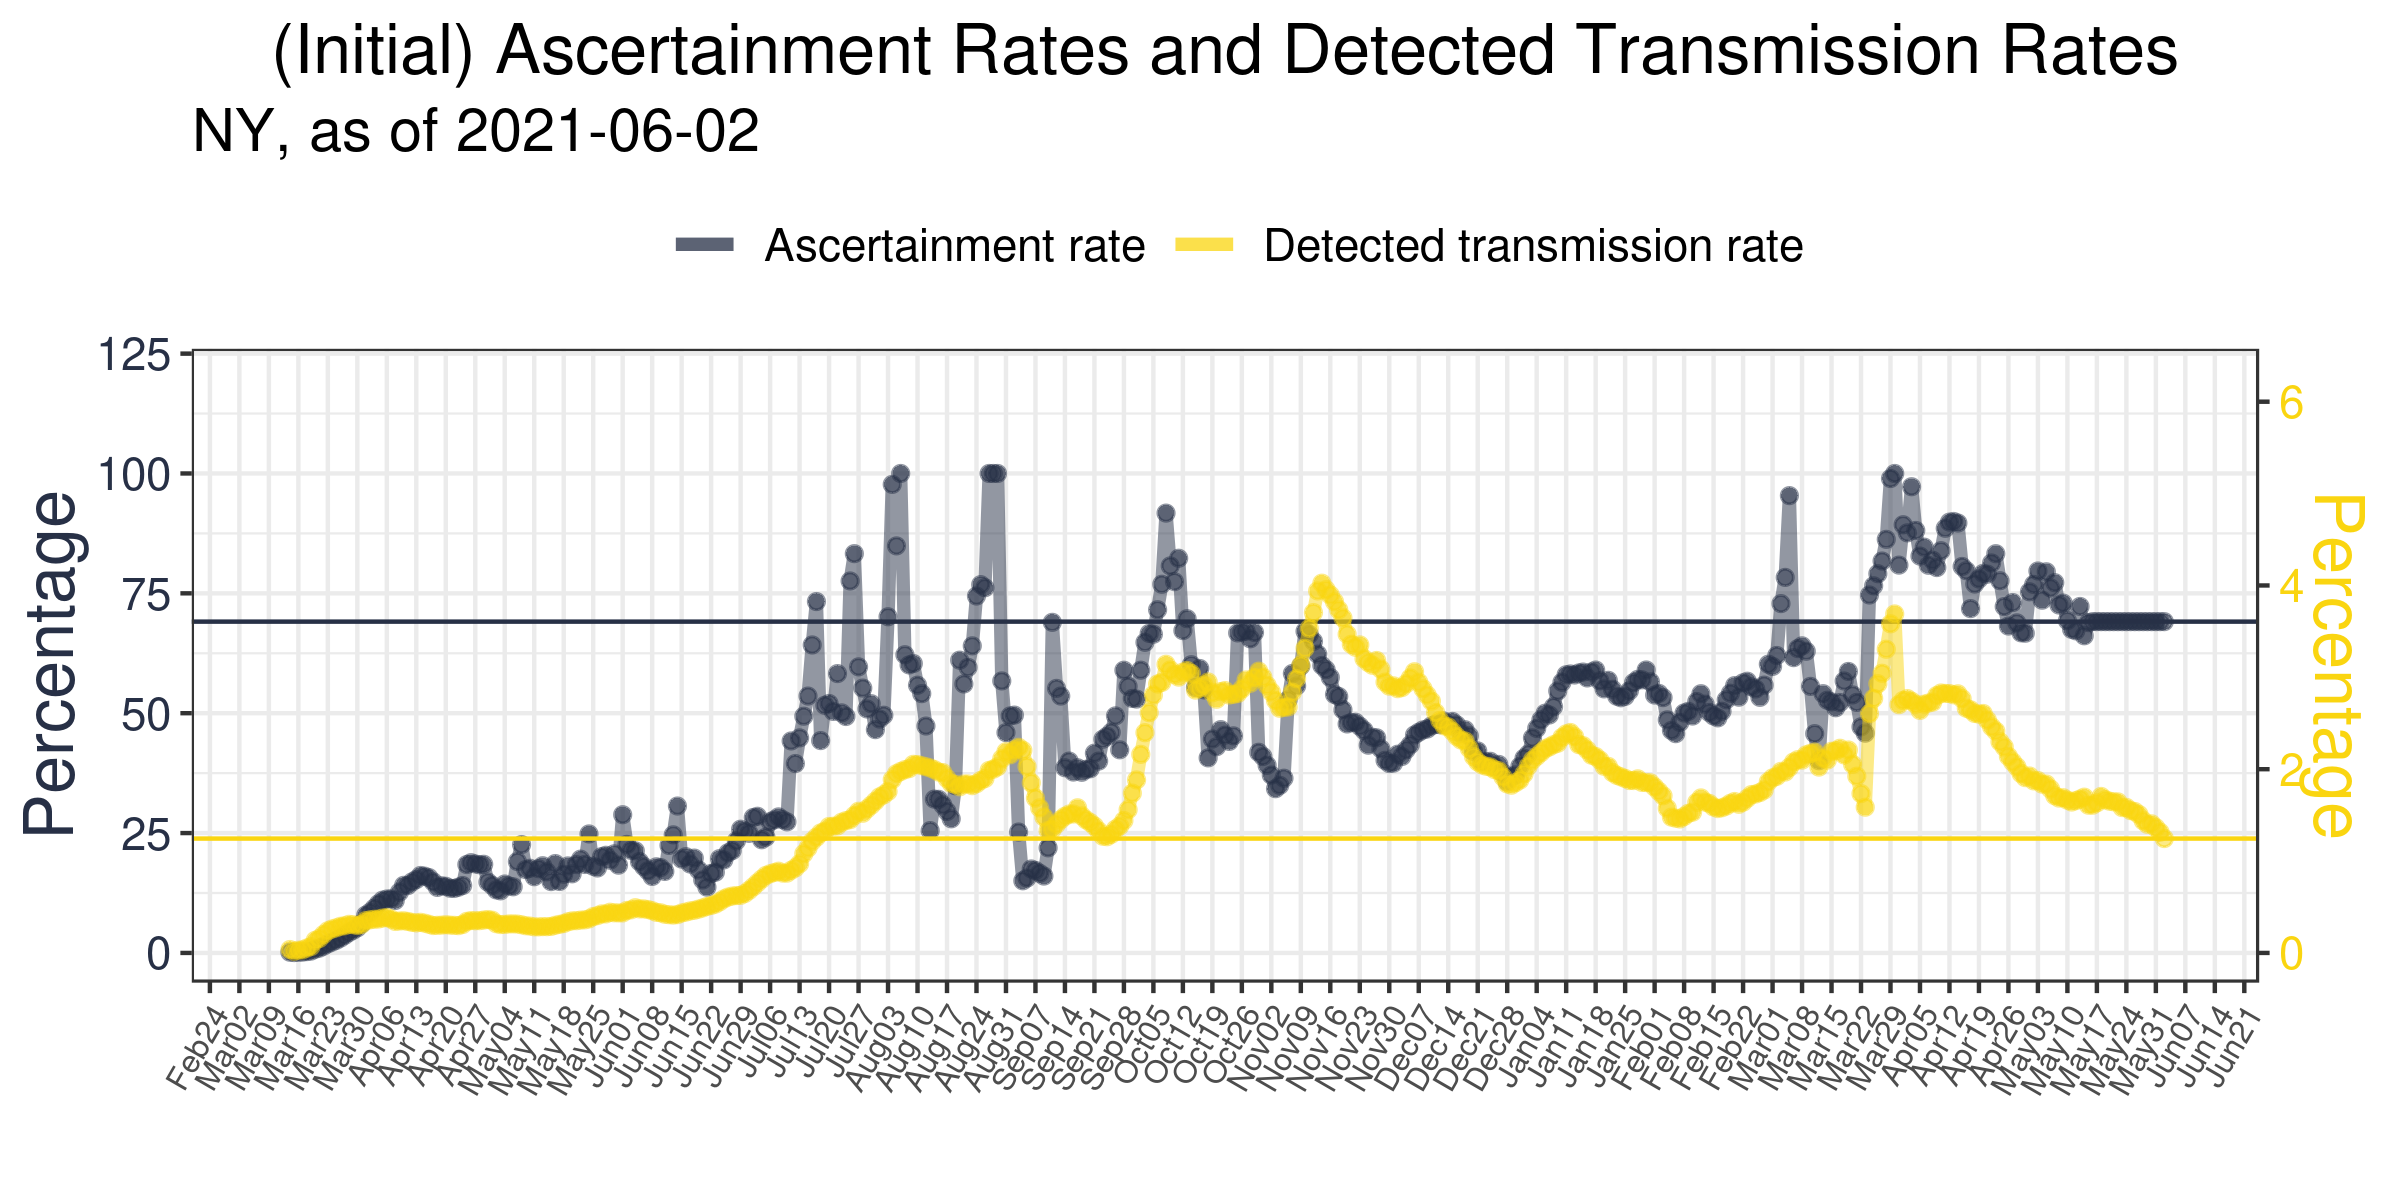 (Initial) Ascertainment Rates and Detected Transmission Rates
NY, as of 2021-06-02
Ascertainment rate Detected transmission rate
125
100
75
50
25
0
Percentage
6
4
2
0
Percentage
Feb24 Mar02 Mar09 Mar16 Mar23 Mar30 Apr06 Apr13 Apr20 Apr27 May04 May11 May18 May25 Jun01 Jun08 Jun15 Jun22 Jun29 Jul06 Jul13 Jul20 Jul27 Aug03 Aug10 Aug17 Aug24 Aug31 Sep07 Sep14 Sep21 Sep28 Oct05 Oct12 Oct19 Oct26 Nov02 Nov09 Nov16 Nov23 Nov30 Dec07 Dec14 Dec21 Dec28 Jan04 Jan11 Jan18 Jan25 Feb01 Feb08 Feb15 Feb22 Mar01 Mar08 Mar15 Mar22 Mar29 Apr05 Apr12 Apr19 Apr26 May03 May10 May17 May24 May31 Jun07 Jun14 Jun21